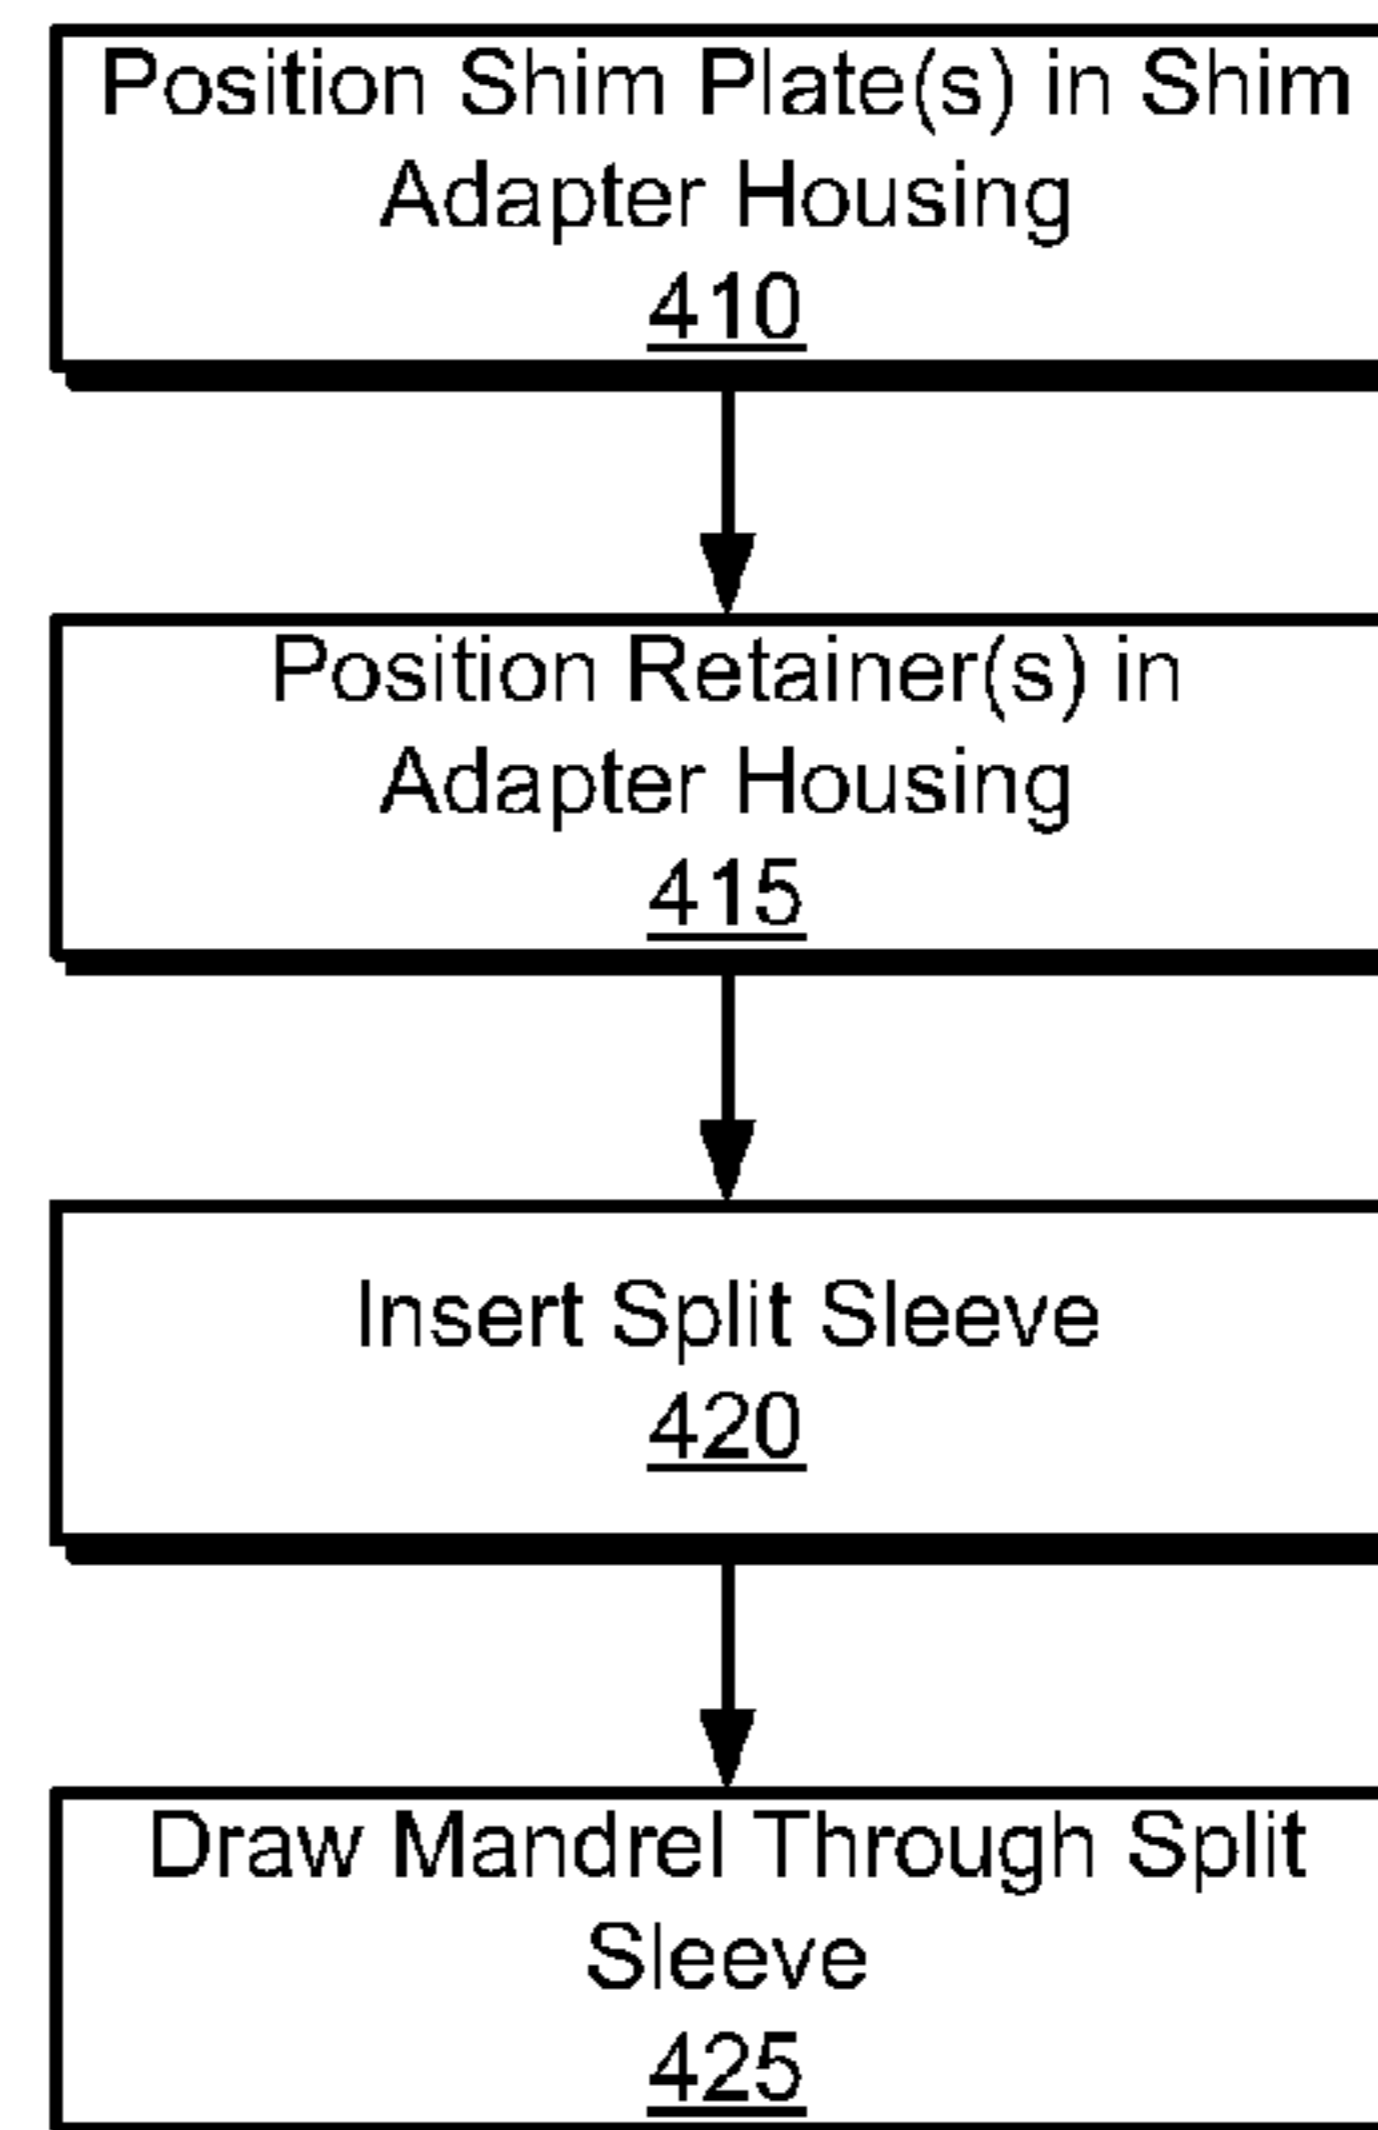 Position Shim Plate(s) in Shim
Adapter Housing
410
Position Retainer(s) in
Adapter Housing
415
Insert Split Sleeve
420
Draw Mandrel Through Split
Sleeve
425